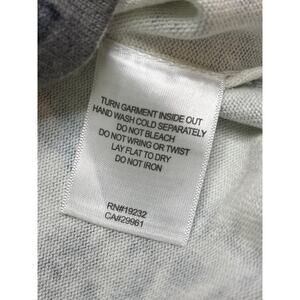 TURN GARMENT INSIDE OUT
HAND WASH COLD SEPARATELY
DO NOT BLEACH
DO NOT WRING OR TWIST
LAY FLAT TO DRY
DO NOT IRON
RN#19232
CA#29961